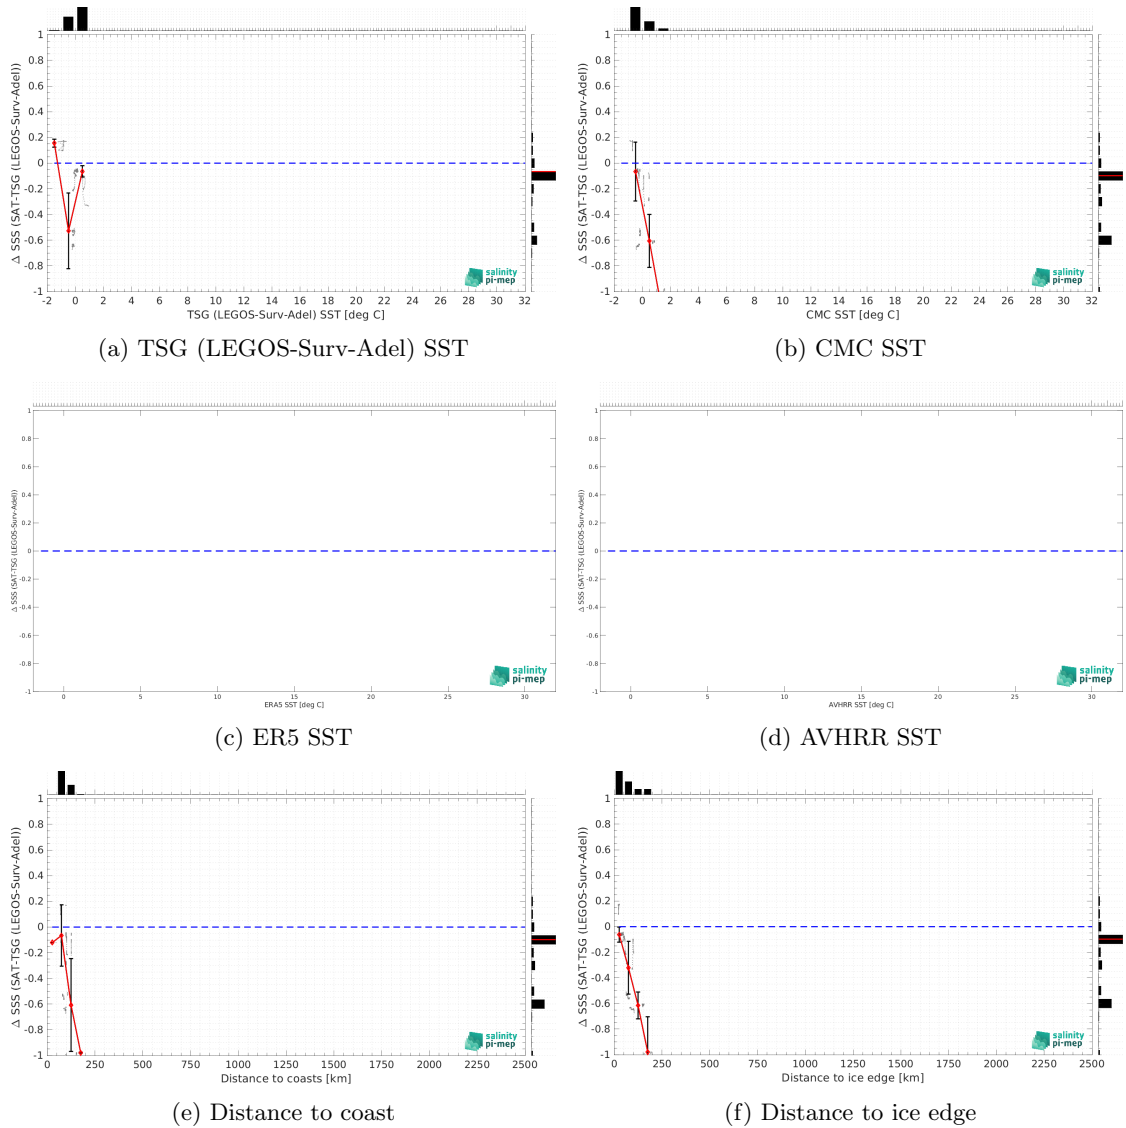 1
0.8
0.6
0.4
0.2
0
-0.2
-0.4
-0.6
-0.8
-1
Δ SSS (SAT-TSG (LEGOS-Surv-Adel))
salinity
pi-mep
-2 0 2 4 6 8 10 12 14 16 18 20 22 24 26 28 30 32
TSG (LEGOS-Surv-Adel) SST [deg C]
(a) TSG (LEGOS-Surv-Adel) SST
1
0.8
0.6
0.4
0.2
0
-0.2
-0.4
-0.6
-0.8
-1
Δ SSS (SAT-TSG (LEGOS-Surv-Adel))
salinity
pi-mep
-2 0 2 4 6 8 10 12 14 16 18 20 22 24 26 28 30 32
CMC SST [deg C]
(b) CMC SST
1
0.8
0.6
0.4
0.2
0
-0.2
-0.4
-0.6
-0.8
-1
Δ SSS (SAT-TSG (LEGOS-Surv-Adel))
salinity
pi-mep
0 5 10 15 20 25 30
ERA5 SST [deg C]
(c) ER5 SST
1
0.8
0.6
0.4
0.2
0
-0.2
-0.4
-0.6
-0.8
-1
Δ SSS (SAT-TSG (LEGOS-Surv-Adel))
salinity
pi-mep
0 5 10 15 20 25 30
AVHRR SST [deg C]
(d) AVHRR SST
1
0.8
0.6
0.4
0.2
0
-0.2
-0.4
-0.6
-0.8
-1
Δ SSS (SAT-TSG (LEGOS-Surv-Adel))
salinity
pi-mep
0 250 500 750 1000 1250 1500 1750 2000 2250 2500
Distance to coasts [km]
(e) Distance to coast
1
0.8
0.6
0.4
0.2
0
-0.2
-0.4
-0.6
-0.8
-1
Δ SSS (SAT-TSG (LEGOS-Surv-Adel))
salinity
pi-mep
0 250 500 750 1000 1250 1500 1750 2000 2250 2500
Distance to ice edge [km]
(f) Distance to ice edge